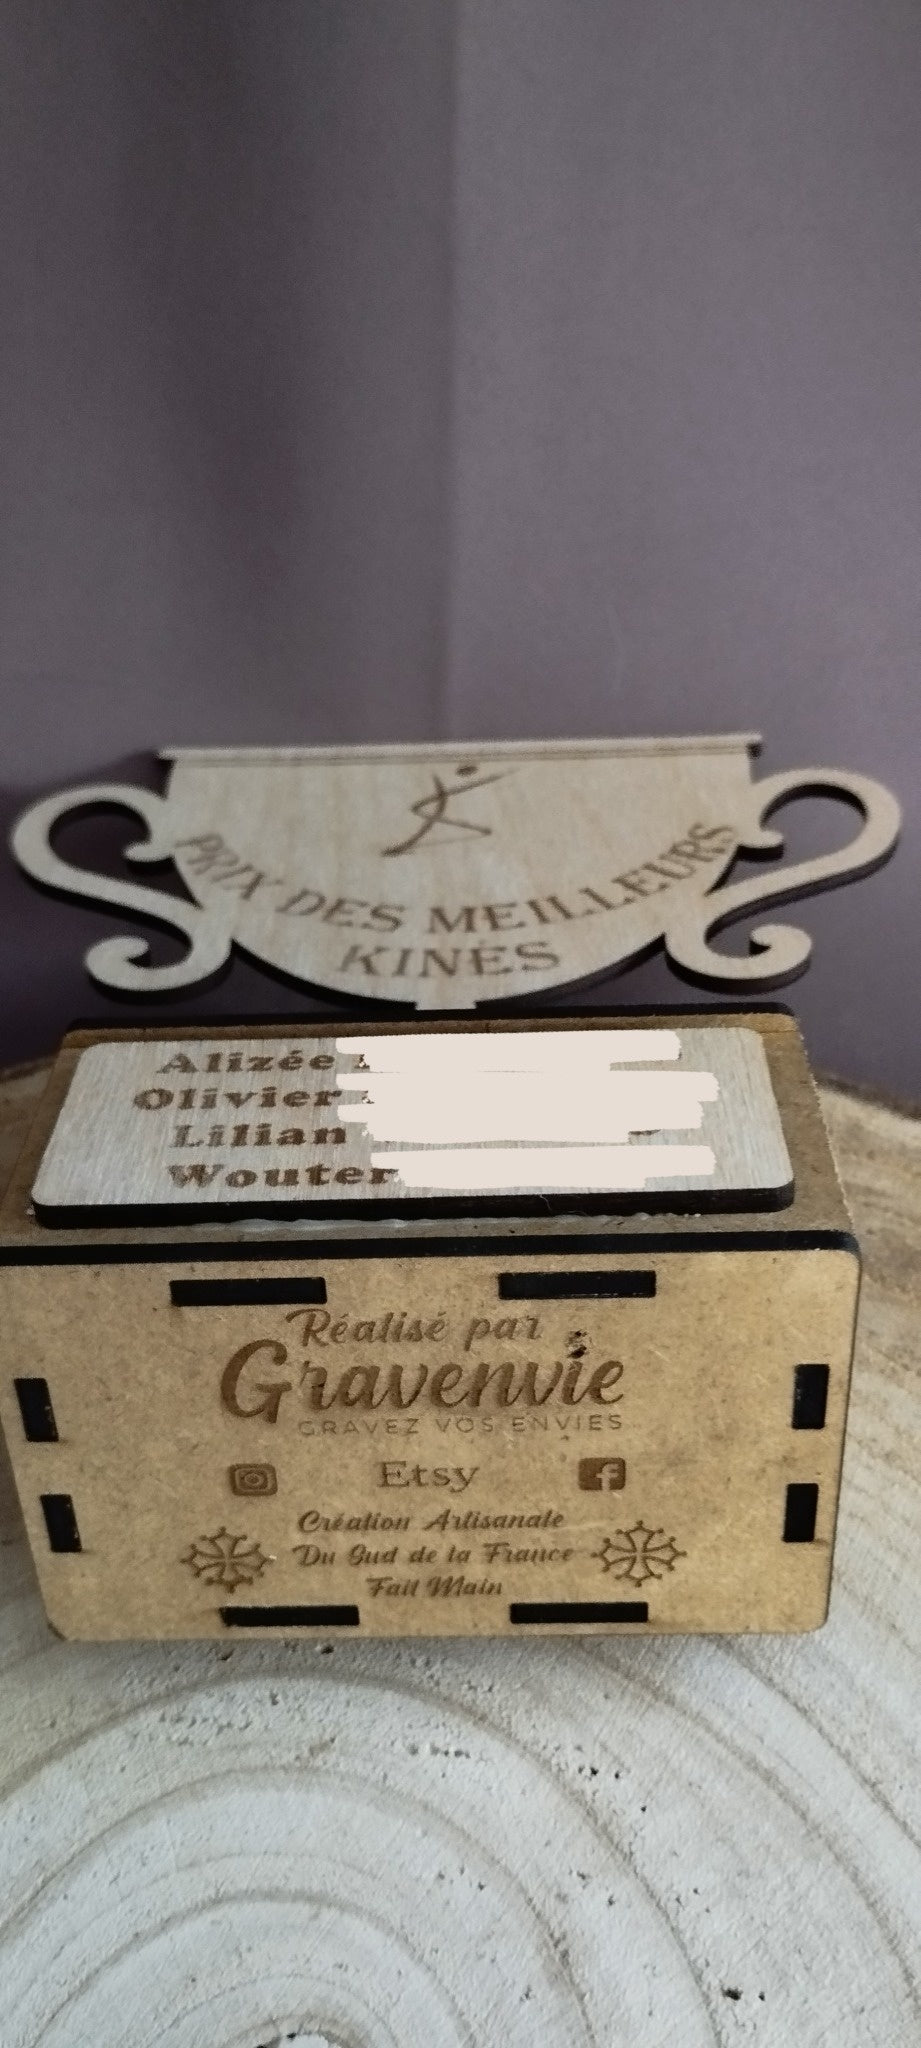 PRIX DES MEILLEURS
KINÉS
Alizée
Olivier
Lilian
Wouter
Réalisé par
Gravenvie
GRAVEZ VOS ENVIES
Etsy
Création Artisanale
Du Sud de la France
Fait Main